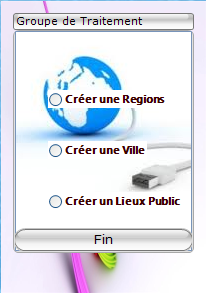 Groupe de Traitement
Créer une Regions
Créer une Ville
Créer un Lieux Public
Fin